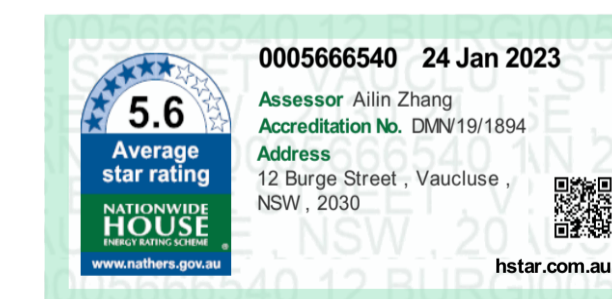 0005666540 24 Jan 2023
5.6
Average
star rating
NATIONWIDE
HOUSE
ENERGY RATING SCHEME
®
www.nathers.gov.au
Assessor Ailin Zhang
Accreditation No. DMN/19/1894
Address
12 Burge Street , Vaucluse ,
NSW , 2030
hstar.com.au